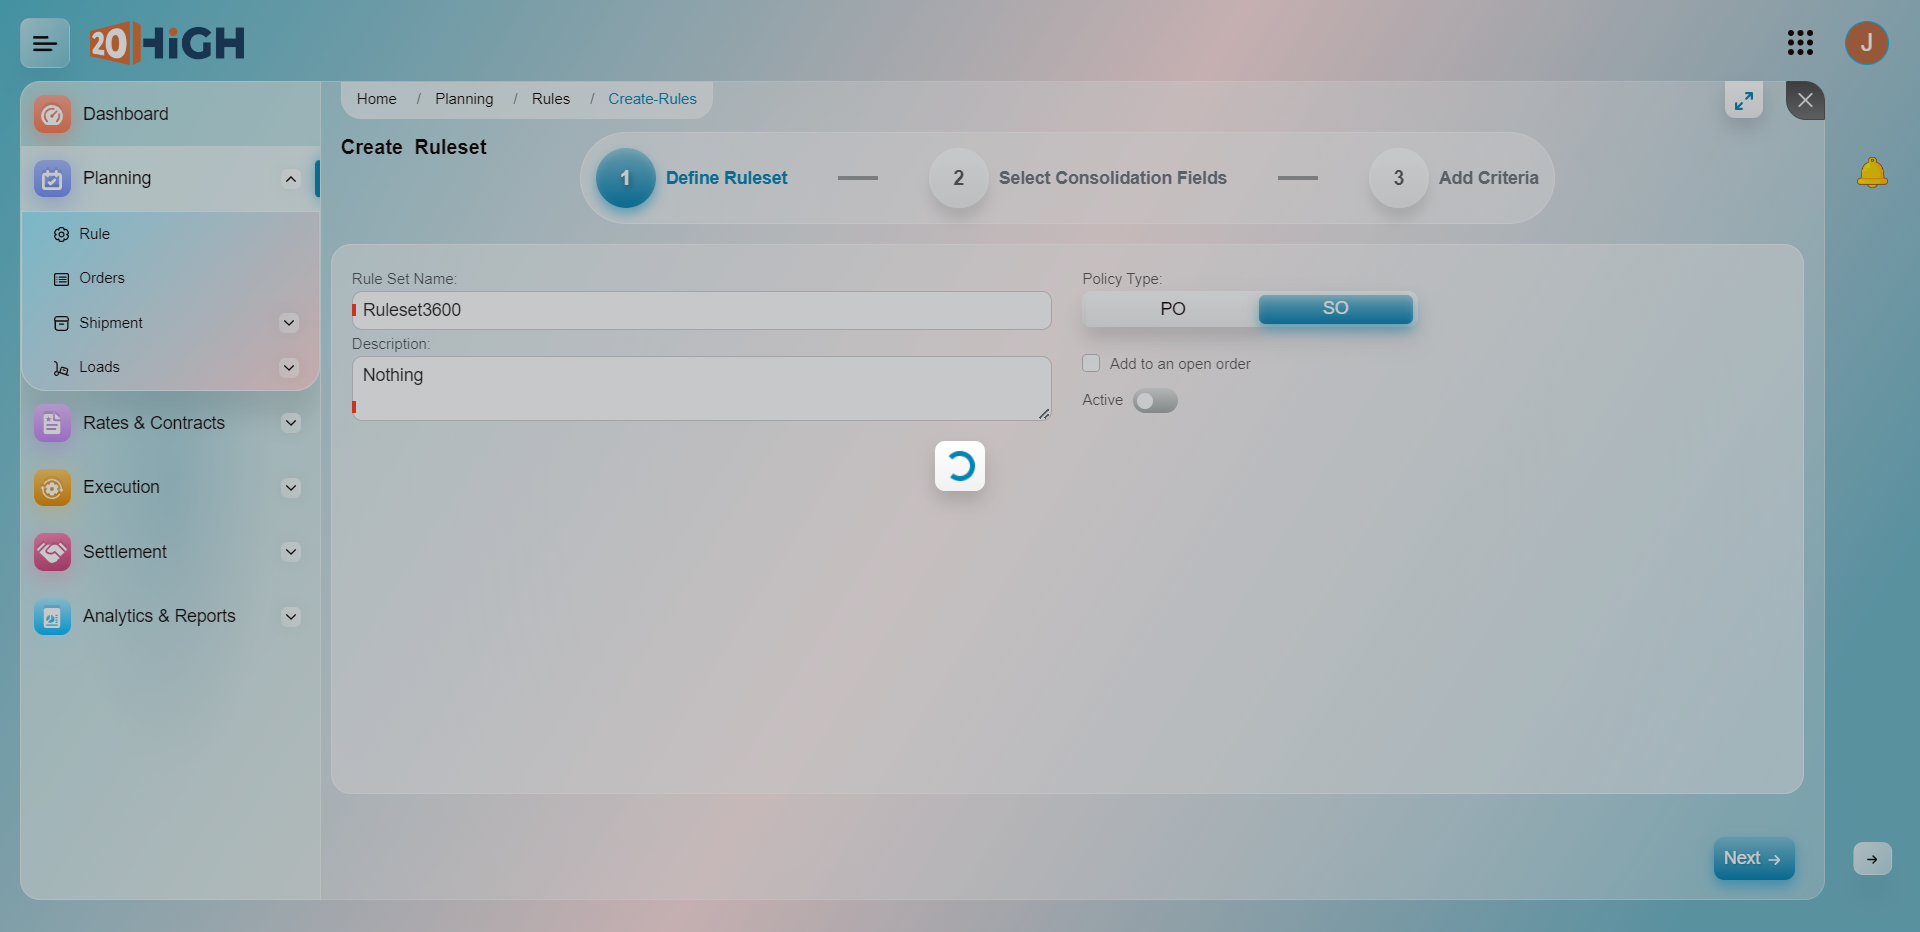 20HiGH
J
Dashboard
Planning
Rule
Orders
Shipment
Loads
Rates & Contracts
Execution
Settlement
Analytics & Reports
Home / Planning / Rules / Create-Rules
Create Ruleset
1 Define Ruleset
2 Select Consolidation Fields
3 Add Criteria
Rule Set Name:
Ruleset3600
Description:
Nothing
Policy Type:
PO SO
Add to an open order
Active
Next →